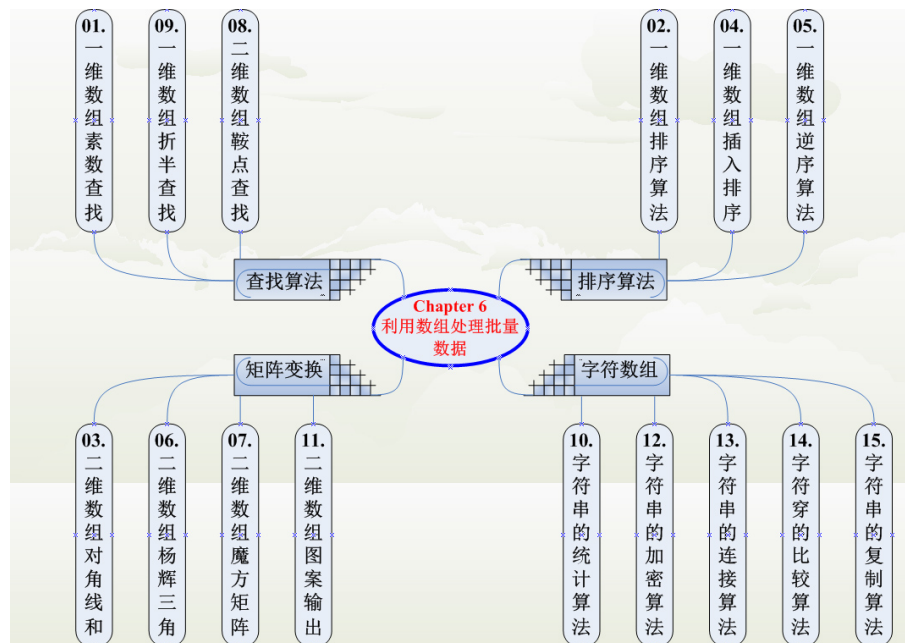 01.一维数组素数查找
09.一维数组折半查找
08.二维数组鞍点查找
02.一维数组排序算法
04.一维数组插入排序
05.一维数组逆序算法
查找算法
排序算法
Chapter 6
利用数组处理批量
数据
矩阵变换
字符数组
03.二维数组对角线和
06.二维数组杨辉三角
07.二维数组魔方矩阵
11.二维数组图案输出
10.字符串的统计算法
12.字符串的加密算法
13.字符串的连接算法
14.字符穿的比较算法
15.字符串的复制算法